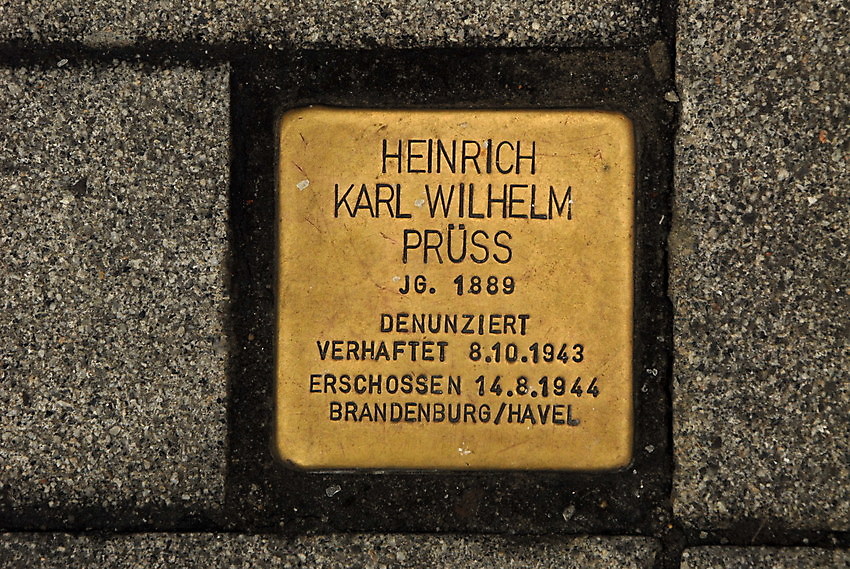 HEINRICH
KARL WILHELM
PRÜSS
JG. 1889
DENUNZIERT
VERHAFTET 8.10.1943
ERSCHOSSEN 14.8.1944
BRANDENBURG/HAVEL